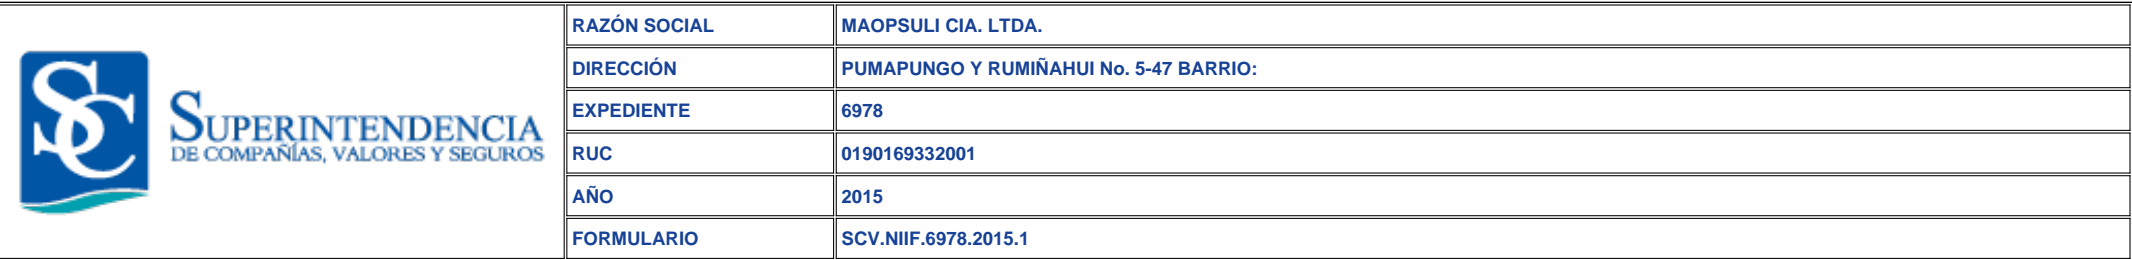 SC
SUPERINTENDENCIA
DE COMPAÑÍAS, VALORES Y SEGUROS
RAZÓN SOCIAL MAOPSULI CIA. LTDA.
DIRECCIÓN PUMAPUNGO Y RUMIÑAHUI No. 5-47 BARRIO:
EXPEDIENTE 6978
RUC 0190169332001
AÑO 2015
FORMULARIO SCV.NIIF.6978.2015.1